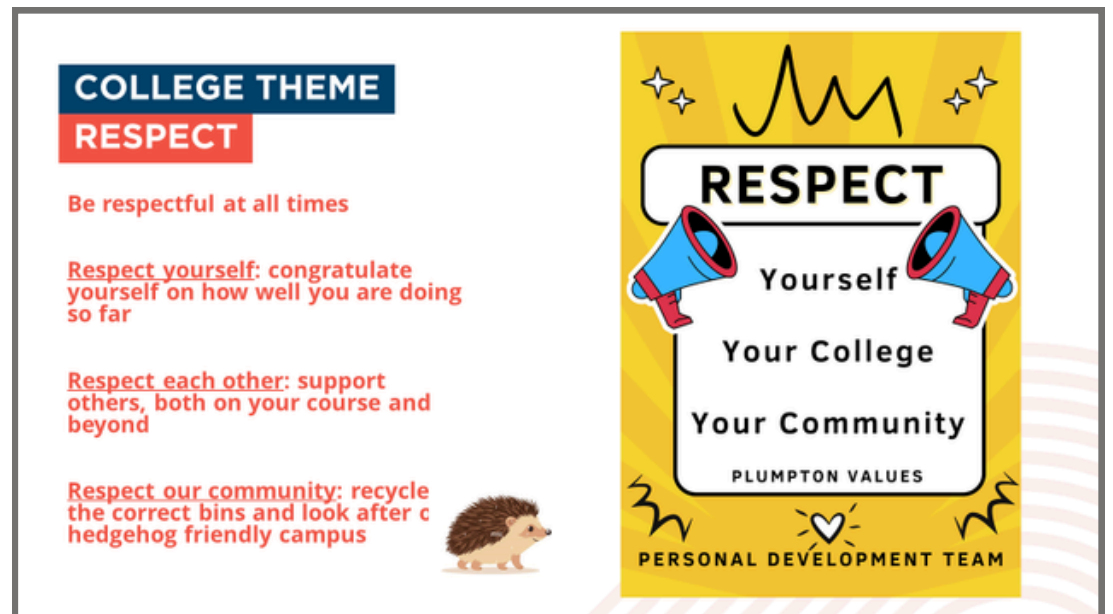 COLLEGE THEME
RESPECT
Be respectful at all times
Respect yourself: congratulate
yourself on how well you are doing
so far
Respect each other: support
others, both on your course and
beyond
Respect our community: recycle
the correct bins and look after
hedgehog friendly campus
RESPECT
Yourself
Your College
Your Community
PLUMPTON VALUES
PERSONAL DEVELOPMENT TEAM